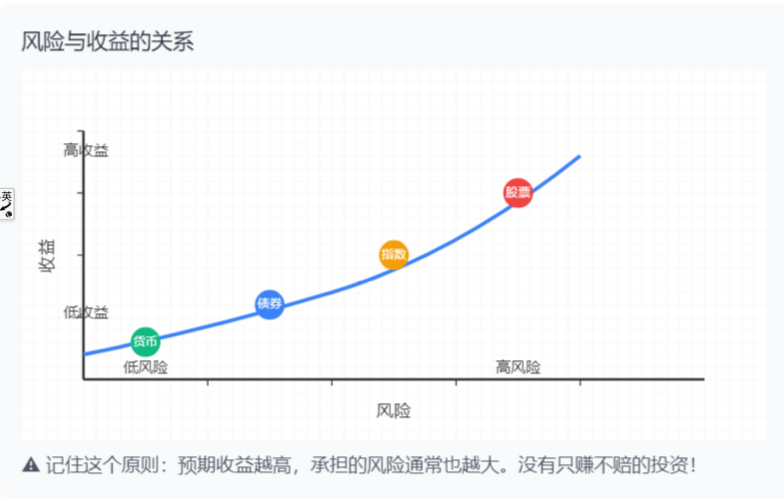 风险与收益的关系
高收益
股票
指数
收益
债券
低收益
货币
低风险
高风险
风险
记住这个原则：预期收益越高，承担的风险通常也越大。没有只赚不赔的投资！
英